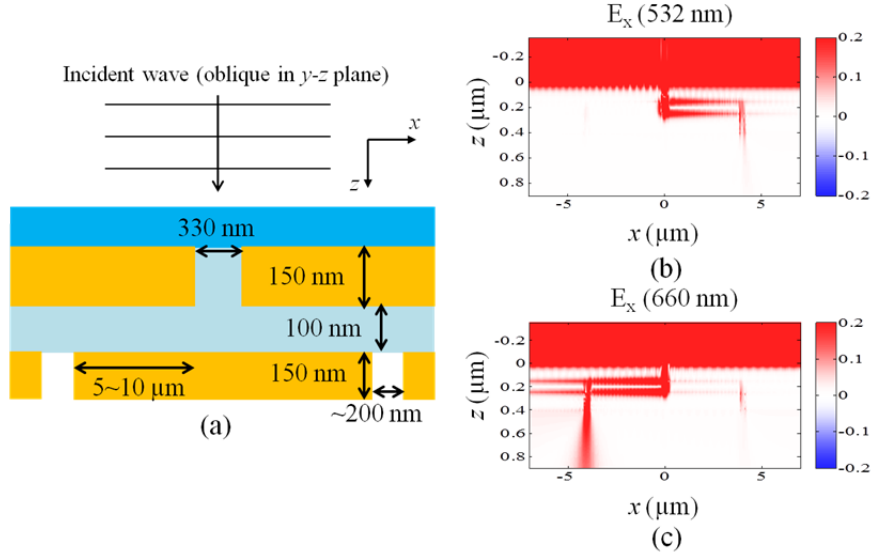 Incident wave (oblique in y-z plane)
x
z
330 nm
150 nm
100 nm
5~10 µm
150 nm
~200 nm
(a)
Ex (532 nm)
-0.2
0
0.2
0.4
0.6
0.8
z (µm)
-5
0
5
x (µm)
0.2
0.1
0
-0.1
-0.2
(b)
Ex (660 nm)
-0.2
0
0.2
0.4
0.6
0.8
z (µm)
-5
0
5
x (µm)
0.2
0.1
0
-0.1
-0.2
(c)